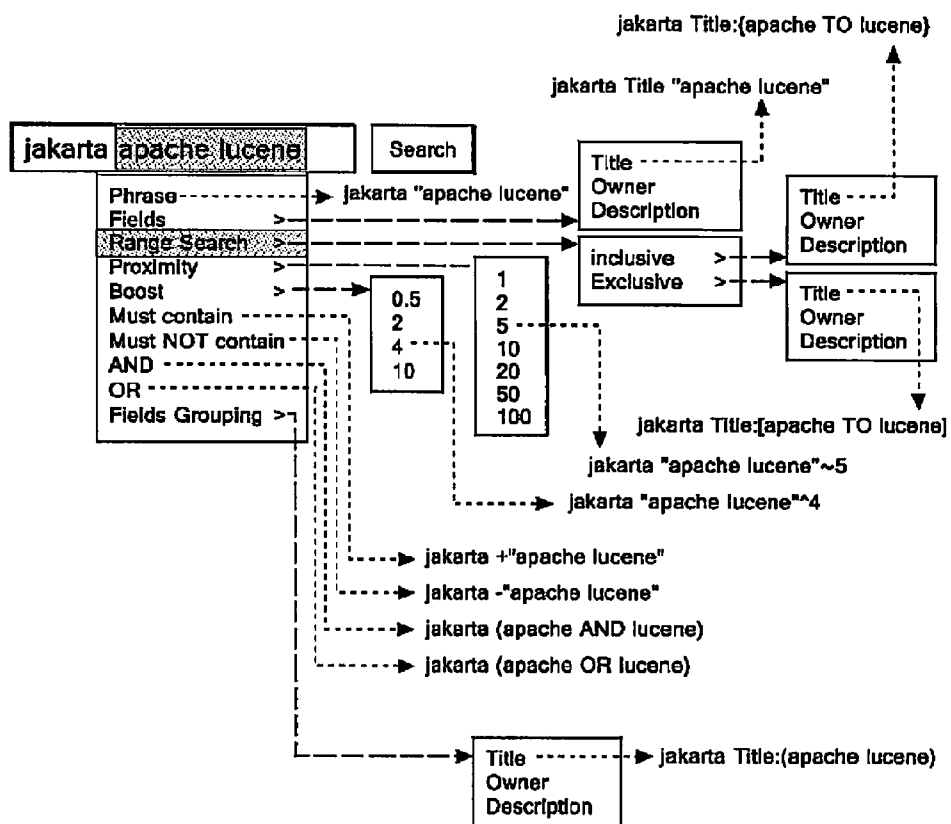 jakarta Title:{apache TO lucene}
jakarta Title "apache lucene"
jakarta apache lucene
Search
Phrase
jakarta "apache lucene"
Fields >
Range Search >
Proximity >
Boost >
Must contain
Must NOT contain
AND
OR
Fields Grouping >
Title
Owner
Description
inclusive >
Exclusive >
Title
Owner
Description
Title
Owner
Description
0.5
2
4
10
1
2
5
10
20
50
100
jakarta Title:[apache TO lucene]
jakarta "apache lucene"~5
jakarta "apache lucene"^4
jakarta +"apache lucene"
jakarta -"apache lucene"
jakarta (apache AND lucene)
jakarta (apache OR lucene)
Title
Owner
Description
jakarta Title:(apache lucene)